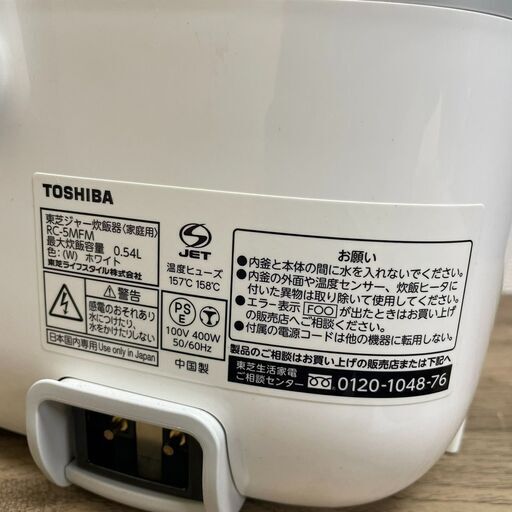 TOSHIBA
東芝ジャー炊飯器〈家庭用〉
RC-5MFM
最大炊飯容量 0.54L
色:(W) ホワイト
東芝ライフスタイル株式会社
S
JET
温度ヒューズ
157℃ 158℃
警告
感電のおそれあり
水につけたり、
水をかけたりしない
日本国内専用 Use only in Japan
PS
E
100V 400W
50/60Hz
中国製
お願い
●内釜と本体の間に水を入れないでください。
●内釜の外面や温度センサー、炊飯ヒータに
付いた異物は取り除いて使用してください。
●エラー表示 F00 が出たときはお買い上げ
の販売店へご相談ください。
●付属の電源コードは他の機器に転用しない。
製品のご相談はお買い上げの販売店または下記へ
東芝生活家電
ご相談センター 0120-1048-76